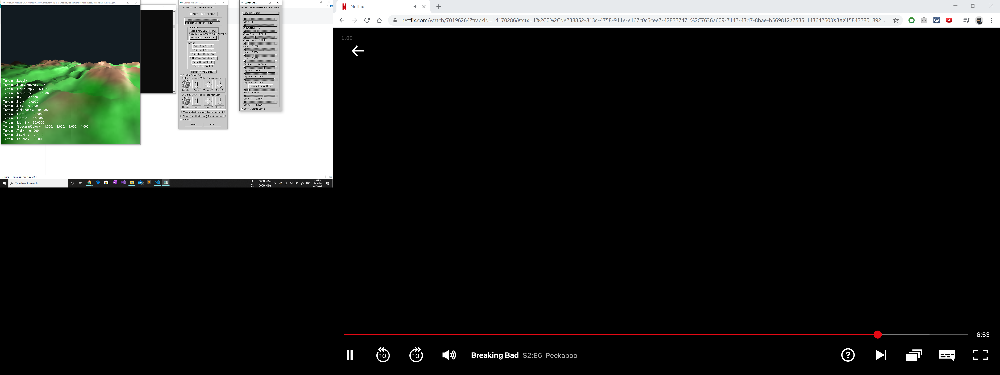 D:\Study Material\2020-Winter\CS557 Computer Graphics Shaders\Assignments\Final Project\FinalProject_Akash Agar...
Terrain : uLevel = 1
Terrain : uNumOctaves = 5
Terrain : uNoiseAmp = 5.4878
Terrain : uNoiseFreq = 1.0000
Terrain : uKa = 0.1000
Terrain : uKd = 0.6000
Terrain : uKs = 0.3000
Terrain : uShininess = 10.0000
Terrain : uLightX = 5.0000
Terrain : uLightY = 10.0000
Terrain : uLightZ = 20.0000
Terrain : uSpecularColor = 1.000, 1.000, 1.000, 1.000
Terrain : uTol = 0.1000
Terrain : uLevel1 = 0.6110
Terrain : uLevel2 = 1.0000
GLman Main User I...
GLman Main User Interface Window
Axes Perspective
Background Intensity = 0.1294
GLIB File
Load a new GLIB File [^L]
D:\Study Material\2020-Winter\CS557 C
Reload the GLIB File [^R]
Editing
Edit a Glib File [^G]
Edit a Vert File [^V]
Edit a Tess Control File
Edit a Tess Evaluation File
Edit a Geom File [^E]
Edit a Frag File [^F]
Hardcopy and Display +
Display Frame Rate
Global (Projection Matrix) Transformation
Rotation Scale Trans XY Trans Z
Eye (ModelView Matrix) Transformation
Rotation Scale Trans XY Trans Z
Texture (Texture Matrix) Transformation +
Object (Individual Matrix) Transformation +
Verbose
Reset Quit
GLman Sha...
GLman Shader Parameter User Interface
Program: Terrain
uLevel = 1
uNumOctaves = 5
uNoiseAmp = 5.4878
uNoiseFreq = 1.0000
uKa = 0.1000
uKd = 0.6000
uKs = 0.3000
uShininess = 10.0000
uLightX = 5.0000
uLightY = 10.0000
uLightZ = 20.0000
Color: uSpecularColor
uTol = 0.1000
uLevel1 = 0.6110
uLevel2 = 1.0000
Show Variable Labels
5 items 1 item selected 6.60 MB
Type here to search
U: 0.00 kB/s
D: 0.00 kB/s
ENG
4:39 PM
Saturday
3/14/2020
Netflix
netflix.com/watch/70196264?trackId=14170286&tctx=1%2C0%2Cde238852-813c-4758-911e-e167c0c6cee7-428227471%2C7636a609-7142-43d7-8bae-b569812a7535_143642603X3XX158422801892...
1.00
6:53
10
10
Breaking Bad S2:E6 Peekaboo
?